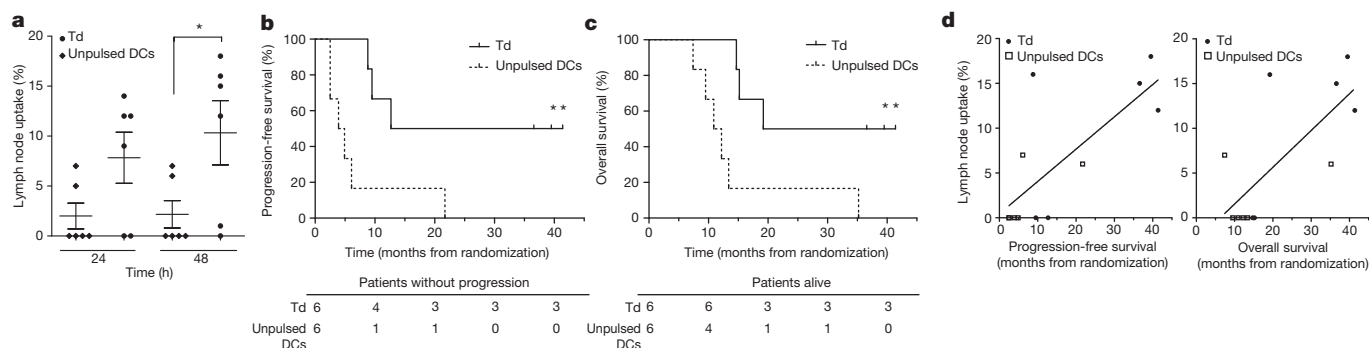 a
20
15
10
5
0
Lymph node uptake (%)
Td
Unpulsed DCs
*
24
48
Time (h)
b
100
80
60
40
20
0
Progression-free survival (%)
Td
Unpulsed DCs
**
0 10 20 30 40
Time (months from randomization)
Patients without progression
Td 6 4 3 3 3
Unpulsed 6 1 1 0 0
DCs
c
100
80
60
40
20
0
Overall survival (%)
Td
Unpulsed DCs
**
0 10 20 30 40
Time (months from randomization)
Patients alive
Td 6 6 3 3 3
Unpulsed 6 4 1 1 0
DCs
d
Td
Unpulsed DCs
20
15
10
5
0
Lymph node uptake (%)
0 10 20 30 40 50
Progression-free survival
(months from randomization)
Td
Unpulsed DCs
20
15
10
5
0
0 10 20 30 40 50
Overall survival
(months from randomization)